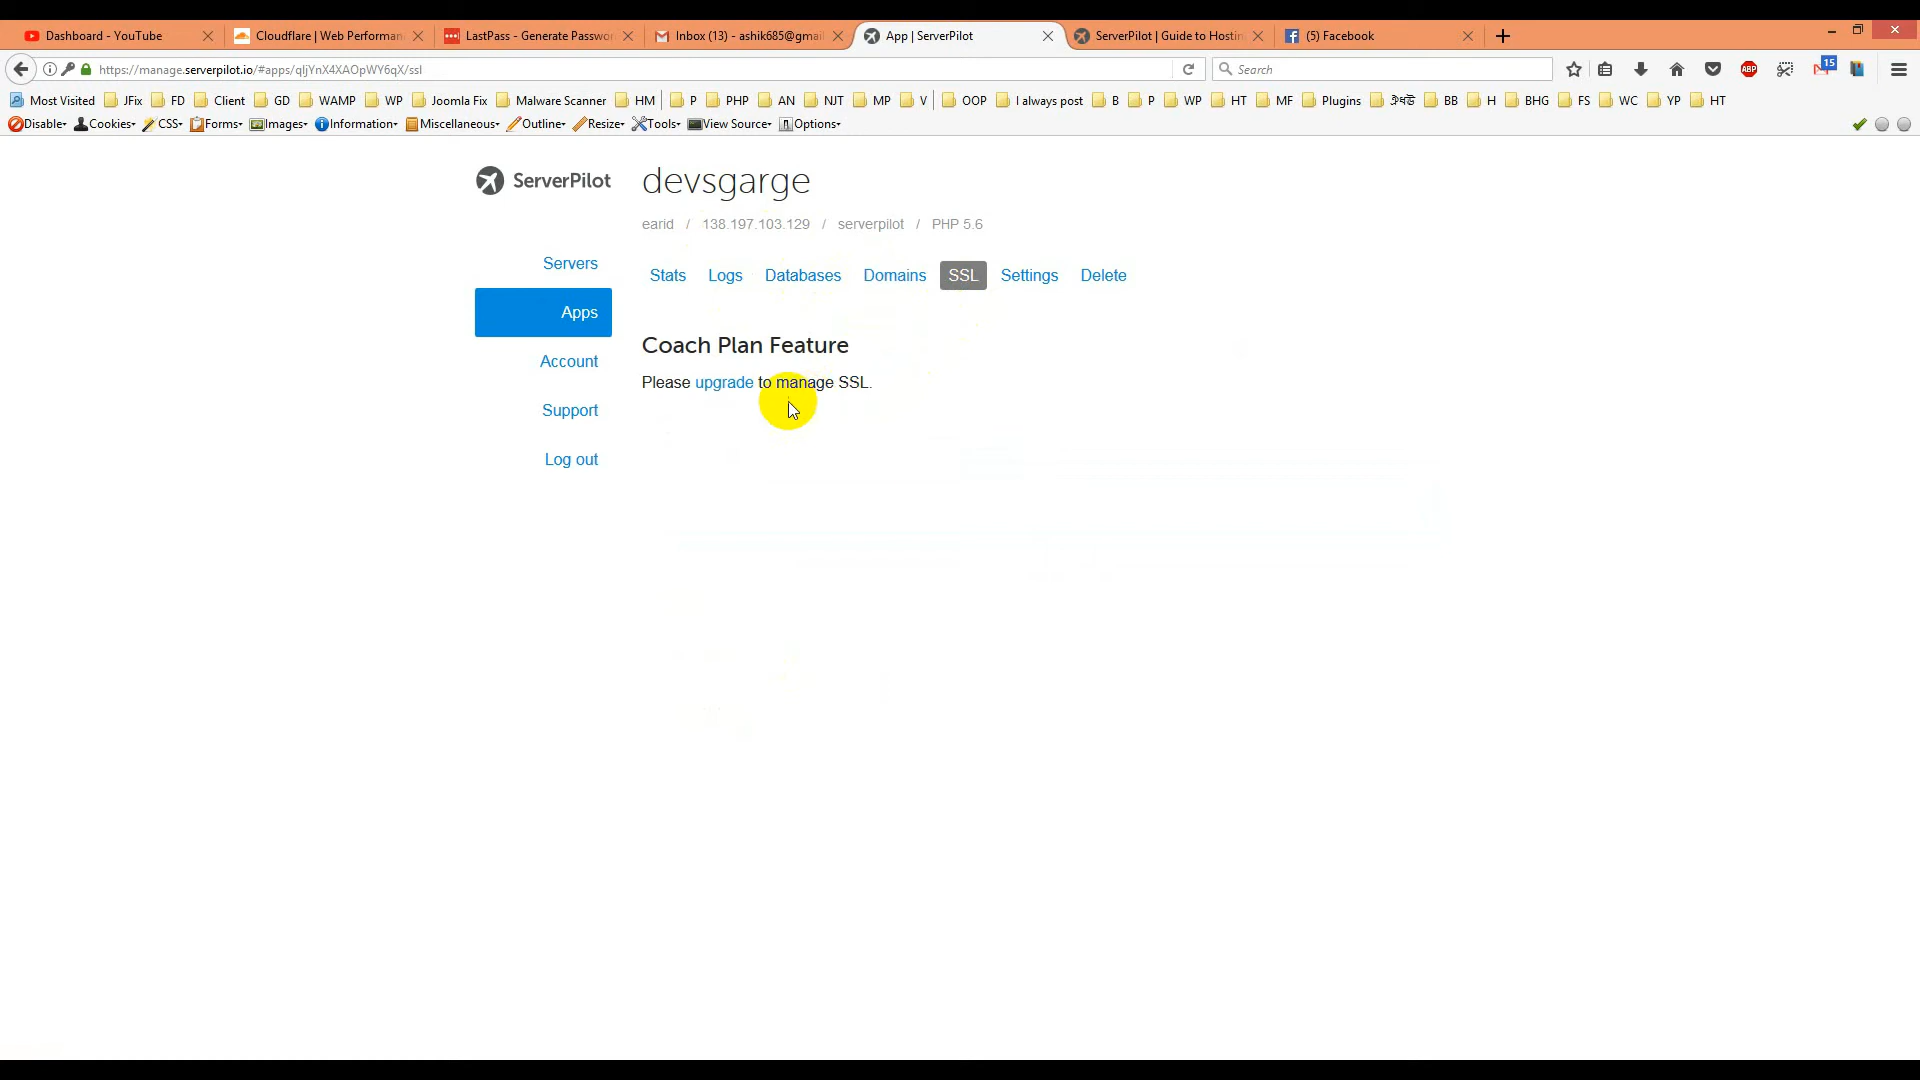 Dashboard - YouTube
Cloudflare | Web Performan
LastPass - Generate Passwor
Inbox (13) - ashik685@gmai
App | ServerPilot
ServerPilot | Guide to Hostin
(5) Facebook
https://manage.serverpilot.io/#apps/qljYnX4XAOpWY6qX/ssl
Search
ABP
15
Most Visited JFix FD Client GD WAMP WP Joomla Fix Malware Scanner HM P PHP AN NJT MP V OOP I always post B P WP HT MF Plugins BB H BHG FS WC YP HT
Disable Cookies CSS Forms Images Information Miscellaneous Outline Resize Tools View Source Options
ServerPilot
devsgarge
earid / 138.197.103.129 / serverpilot / PHP 5.6
Stats Logs Databases Domains SSL Settings Delete
Servers
Apps
Account
Support
Log out
Coach Plan Feature
Please upgrade to manage SSL.